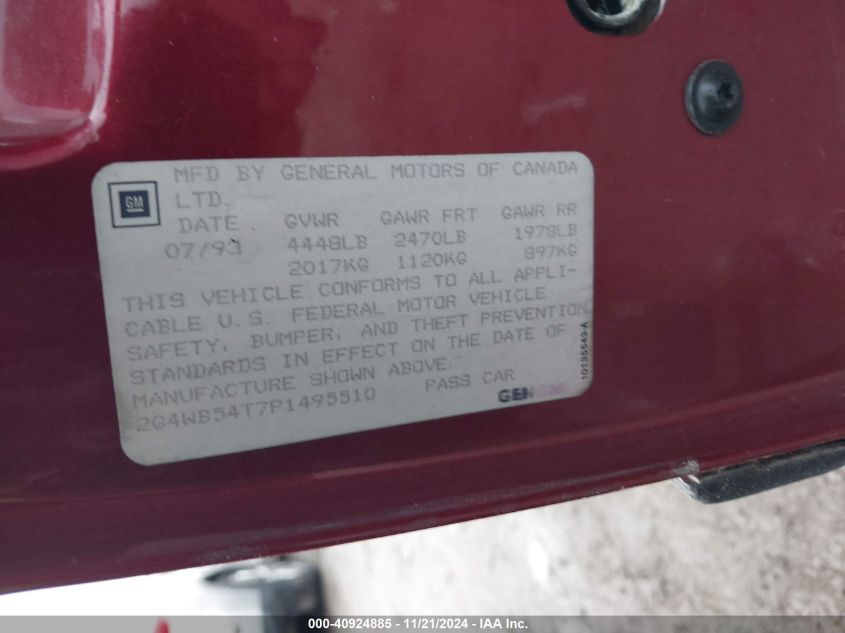 MFD BY GENERAL MOTORS OF CANADA
LTD.
GM
DATE GVWR GAWR FRT GAWR RR
07/93 4448LB 2470LB 1978LB
2017KG 1120KG 897KG
THIS VEHICLE CONFORMS TO ALL APPLI-
CABLE U.S. FEDERAL MOTOR VEHICLE
SAFETY, BUMPER, AND THEFT PREVENTION
STANDARDS IN EFFECT ON THE DATE OF
MANUFACTURE SHOWN ABOVE.
2G4WB54T7P1495510 PASS CAR
GENUINE
10135543-A
000-40924885 - 11/21/2024 - IAA Inc.